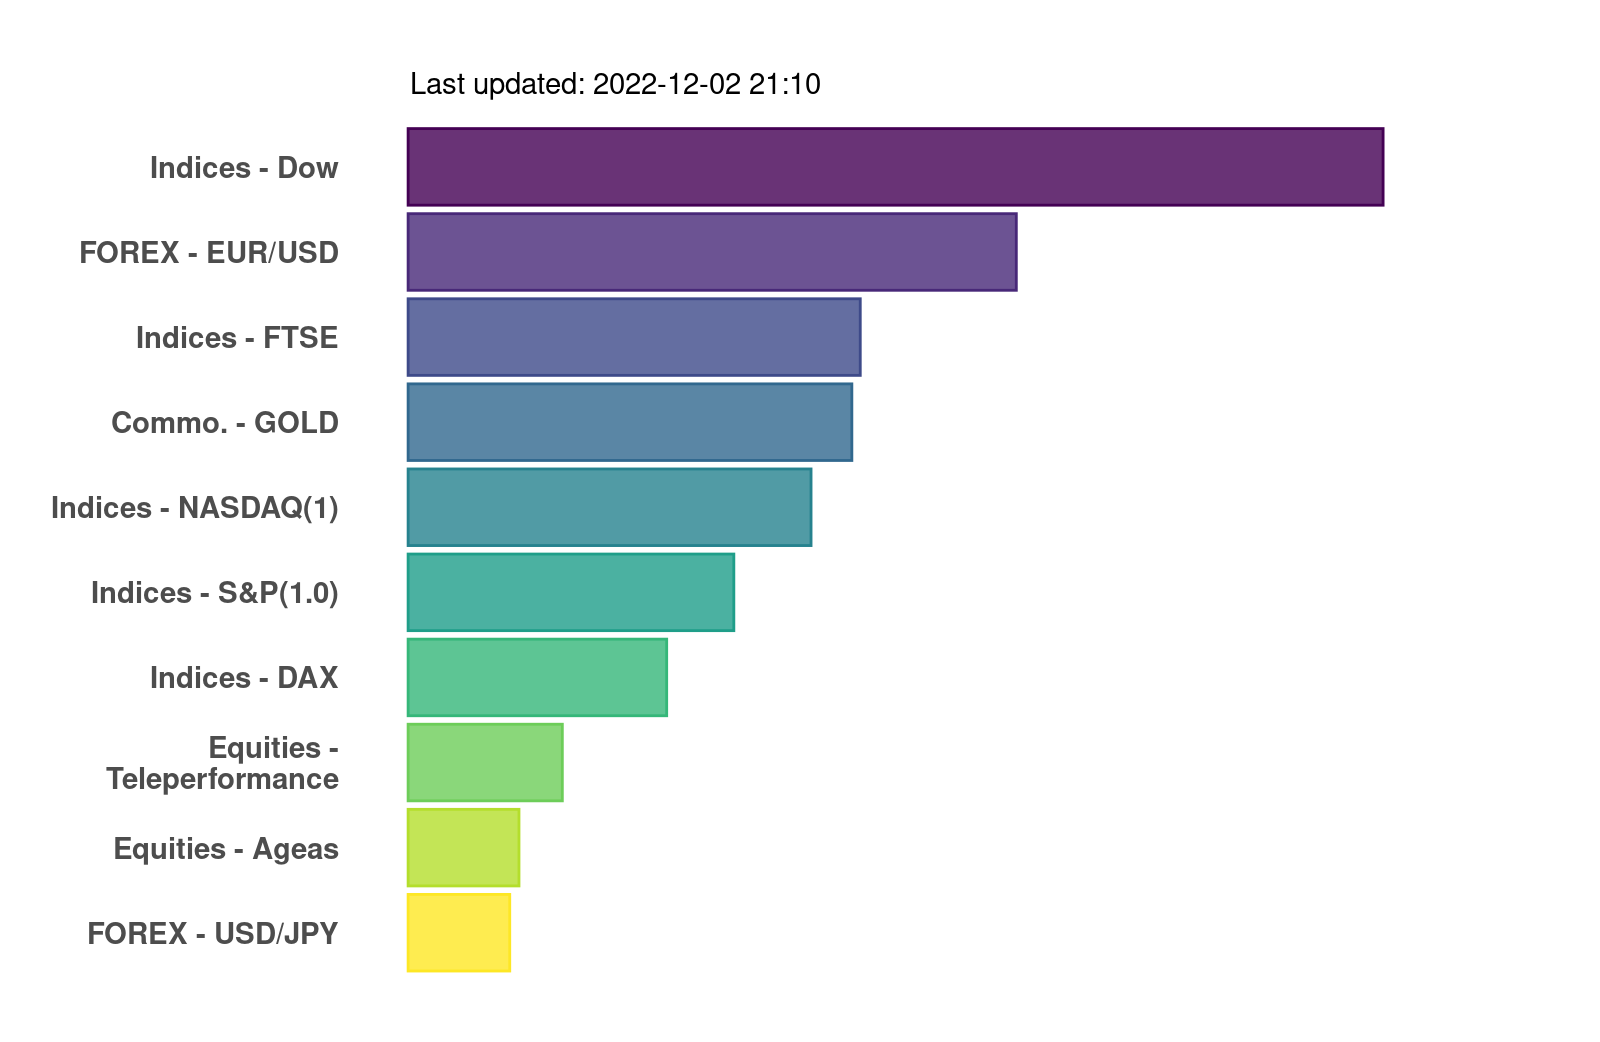 Last updated: 2022-12-02 21:10
Indices - Dow
FOREX - EUR/USD
Indices - FTSE
Commo. - GOLD
Indices - NASDAQ(1)
Indices - S&P(1.0)
Indices - DAX
Equities -
Teleperformance
Equities - Ageas
FOREX - USD/JPY